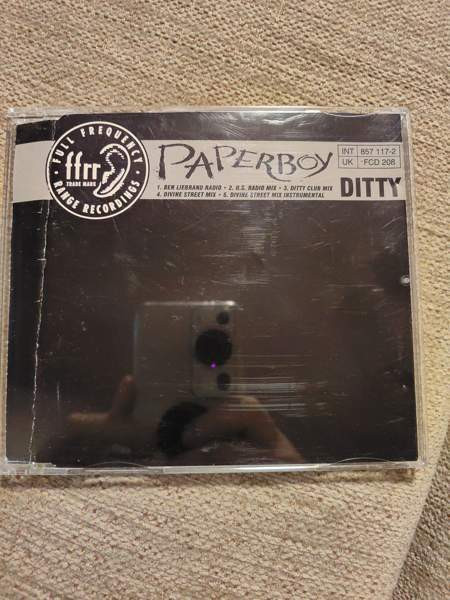 FULL FREQUENCY
ffrr
TRADE MARK
RANGE RECORDINGS
PAPERBOY
INT 857 117-2
UK FCD 208
1. BEN LIEBRAND RADIO • 2. U.S. RADIO MIX • 3. DITTY CLUB MIX
4. DIVINE STREET MIX • 5. DIVINE STREET MIX INSTRUMENTAL
DITTY